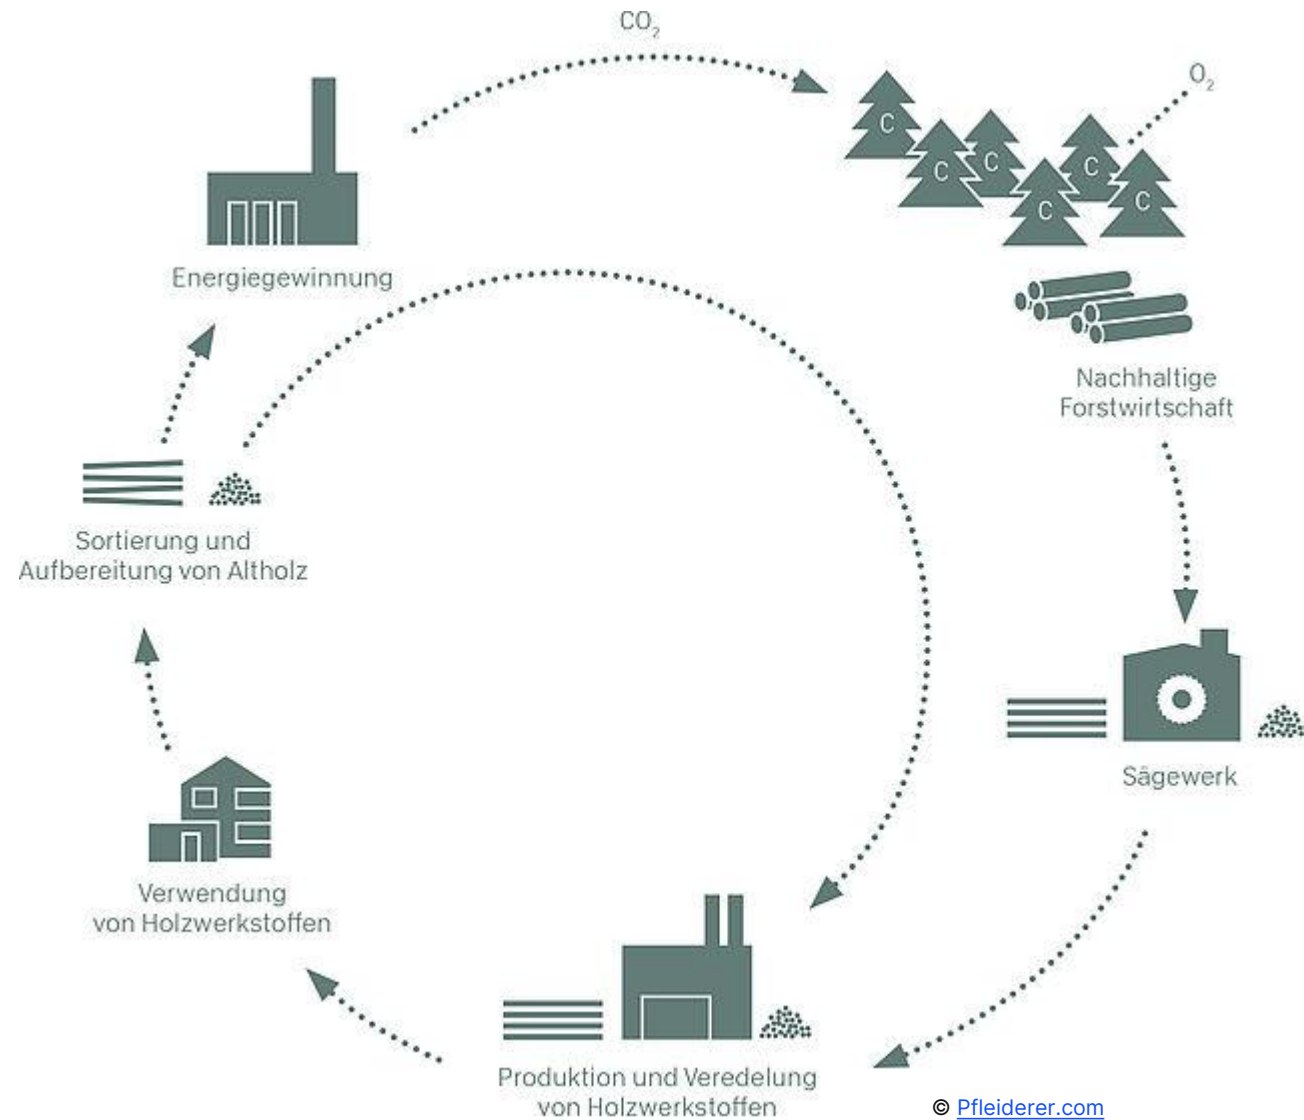 CO₂
O₂
C
C
C
C
C
C
Energiegewinnung
Nachhaltige
Forstwirtschaft
Sortierung und
Aufbereitung von Altholz
Sägewerk
Verwendung
von Holzwerkstoffen
Produktion und Veredelung
von Holzwerkstoffen
© Pfleiderer.com